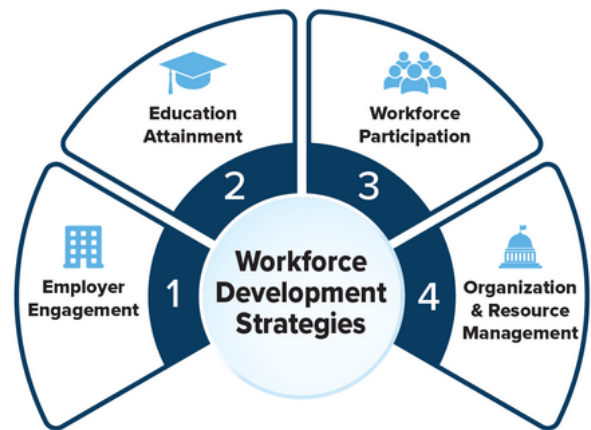 Education
Attainment
Workforce
Participation
2
3
Employer
Engagement
1
Workforce
Development
Strategies
4
Organization
& Resource
Management